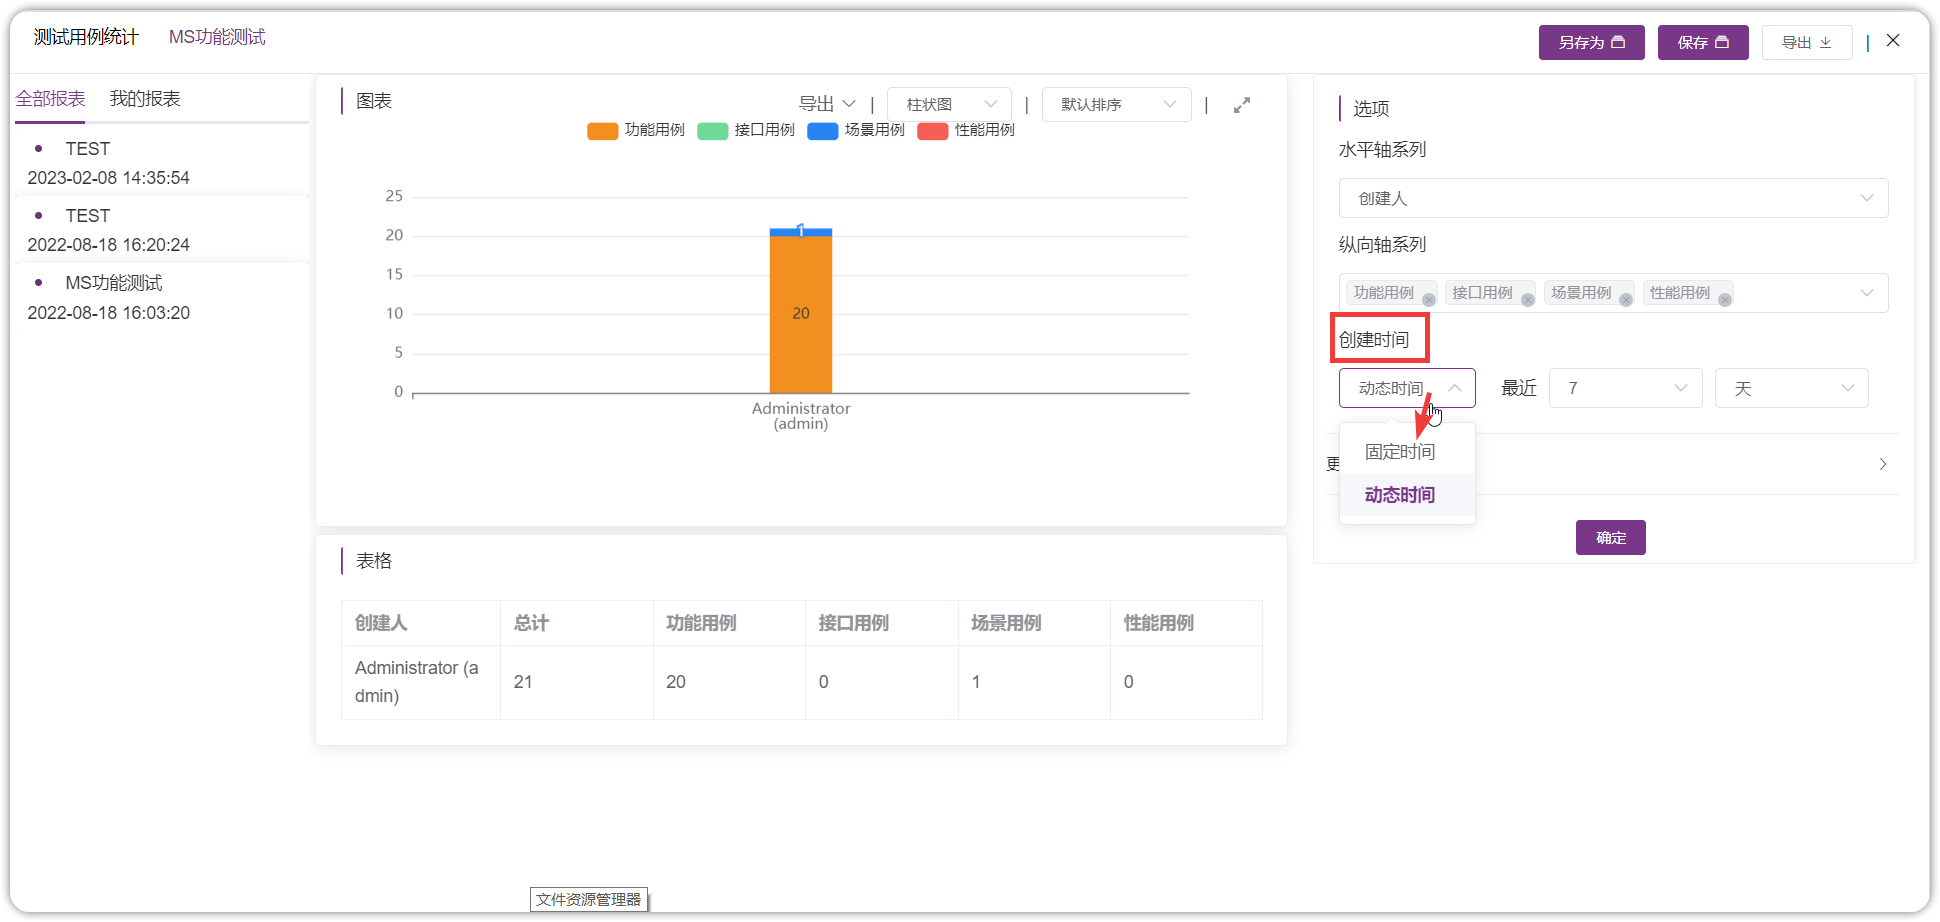 测试用例统计 MS功能测试
另存为 保存 导出 |
全部报表 我的报表
TEST
2023-02-08 14:35:54
TEST
2022-08-18 16:20:24
MS功能测试
2022-08-18 16:03:20
图表
导出 | 柱状图 | 默认排序 |
功能用例 接口用例 场景用例 性能用例
25
20
15
10
5
0
1
20
Administrator
(admin)
表格
创建人 总计 功能用例 接口用例 场景用例 性能用例
Administrator (a
dmin)
21 20 0 1 0
选项
水平轴系列
创建人
纵向轴系列
功能用例 接口用例 场景用例 性能用例
创建时间
动态时间 最近 7 天
固定时间
更
动态时间
确定
文件资源管理器